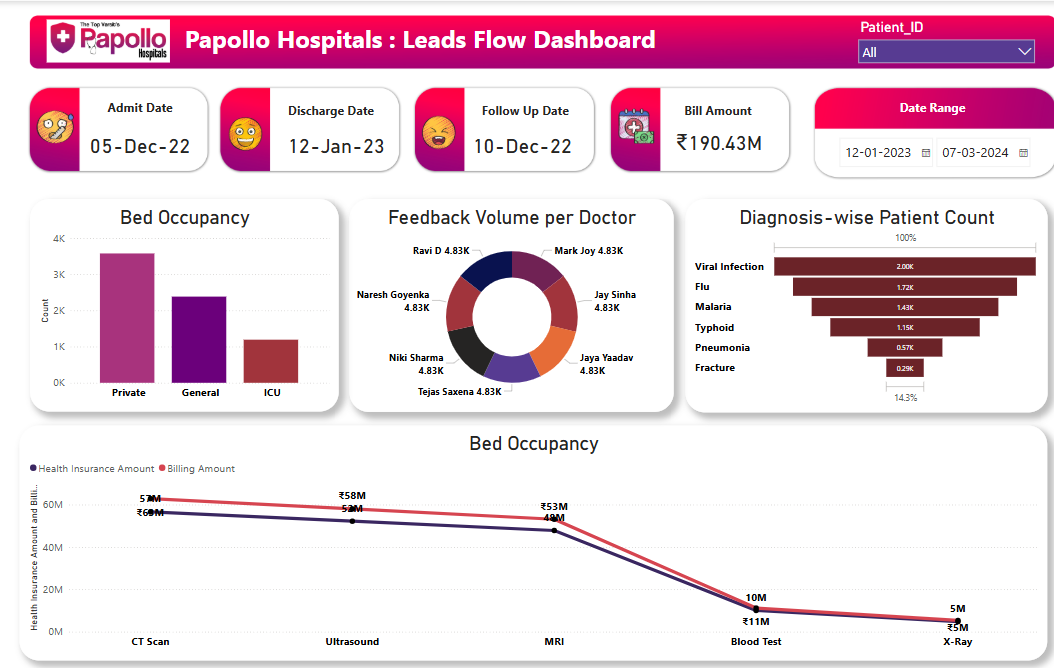 The Top Varsiti's
Papollo
Hospitals
Papollo Hospitals : Leads Flow Dashboard
Patient_ID
All
Admit Date
05-Dec-22
Discharge Date
12-Jan-23
Follow Up Date
10-Dec-22
Bill Amount
₹190.43M
Date Range
12-01-2023 07-03-2024
Bed Occupancy
Count
4K
3K
2K
1K
0K
Private General ICU
Feedback Volume per Doctor
Ravi D 4.83K
Mark Joy 4.83K
Naresh Goyenka
4.83K
Jay Sinha
4.83K
Niki Sharma
4.83K
Jaya Yaadav
4.83K
Tejas Saxena 4.83K
Diagnosis-wise Patient Count
100%
Viral Infection 2.00K
Flu 1.72K
Malaria 1.43K
Typhoid 1.15K
Pneumonia 0.57K
Fracture 0.29K
14.3%
Bed Occupancy
Health Insurance Amount Billing Amount
Health Insurance Amount and Billi...
60M
40M
20M
0M
57M
₹63M
₹58M
52M
₹53M
48M
10M
₹11M
5M
₹5M
CT Scan Ultrasound MRI Blood Test X-Ray